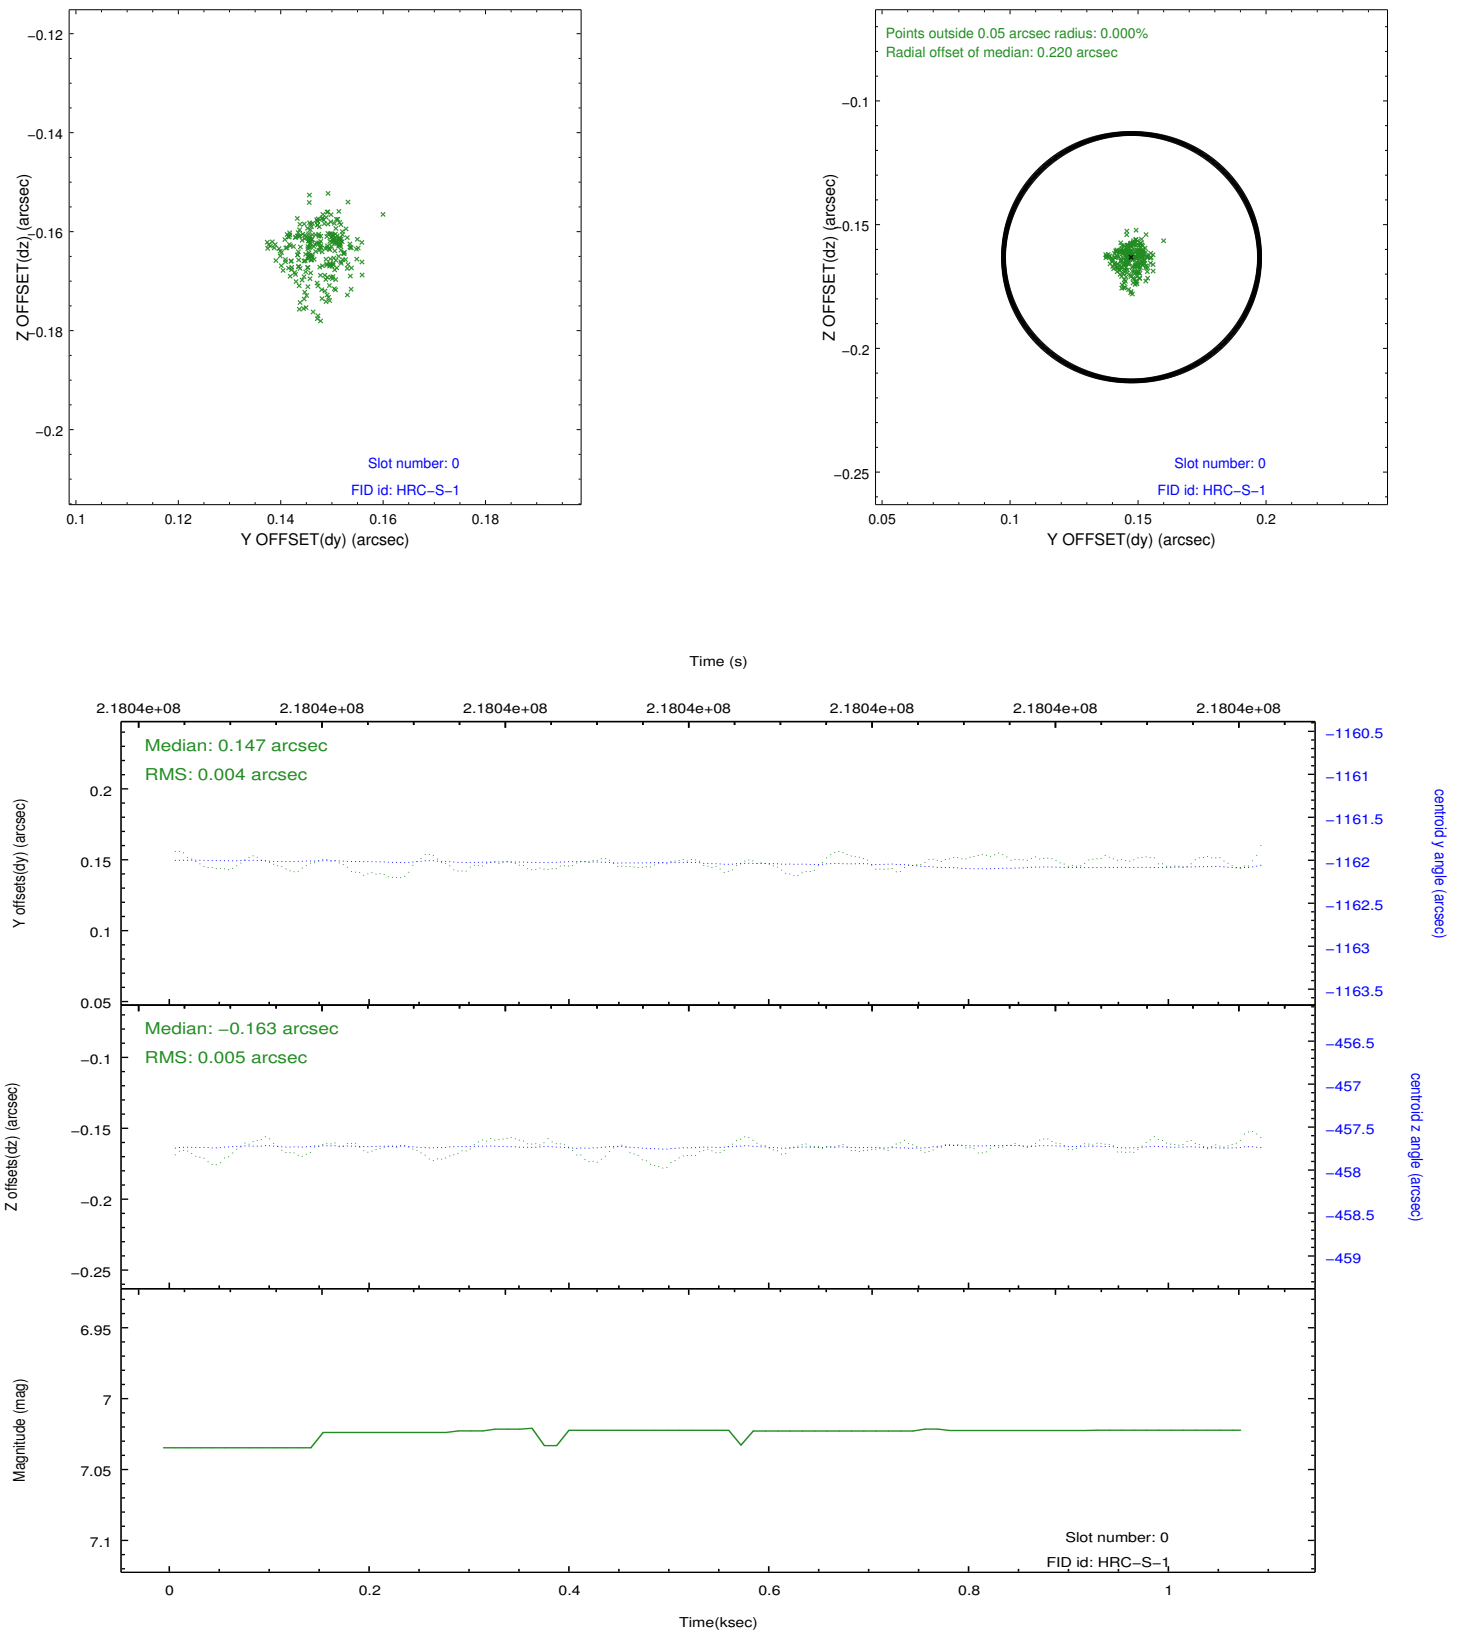 −0.12
−0.14
−0.16
−0.18
−0.2
Z OFFSET(dz) (arcsec)
Slot number: 0
FID id: HRC−S−1
0.1 0.12 0.14 0.16 0.18
Y OFFSET(dy) (arcsec)
Points outside 0.05 arcsec radius: 0.000%
Radial offset of median: 0.220 arcsec
−0.1
−0.15
−0.2
−0.25
Z OFFSET(dz) (arcsec)
Slot number: 0
FID id: HRC−S−1
0.05 0.1 0.15 0.2
Y OFFSET(dy) (arcsec)
Time (s)
2.1804e+08 2.1804e+08 2.1804e+08 2.1804e+08 2.1804e+08 2.1804e+08 2.1804e+08
Median: 0.147 arcsec
RMS: 0.004 arcsec
0.2
0.15
0.1
0.05
Y offsets(dy) (arcsec)
−1160.5
−1161
−1161.5
−1162
−1162.5
−1163
−1163.5
centroid y angle (arcsec)
Median: −0.163 arcsec
RMS: 0.005 arcsec
−0.1
−0.15
−0.2
−0.25
Z offsets(dz) (arcsec)
−456.5
−457
−457.5
−458
−458.5
−459
centroid z angle (arcsec)
6.95
7
7.05
7.1
Magnitude (mag)
Slot number: 0
FID id: HRC−S−1
0 0.2 0.4 0.6 0.8 1
Time(ksec)